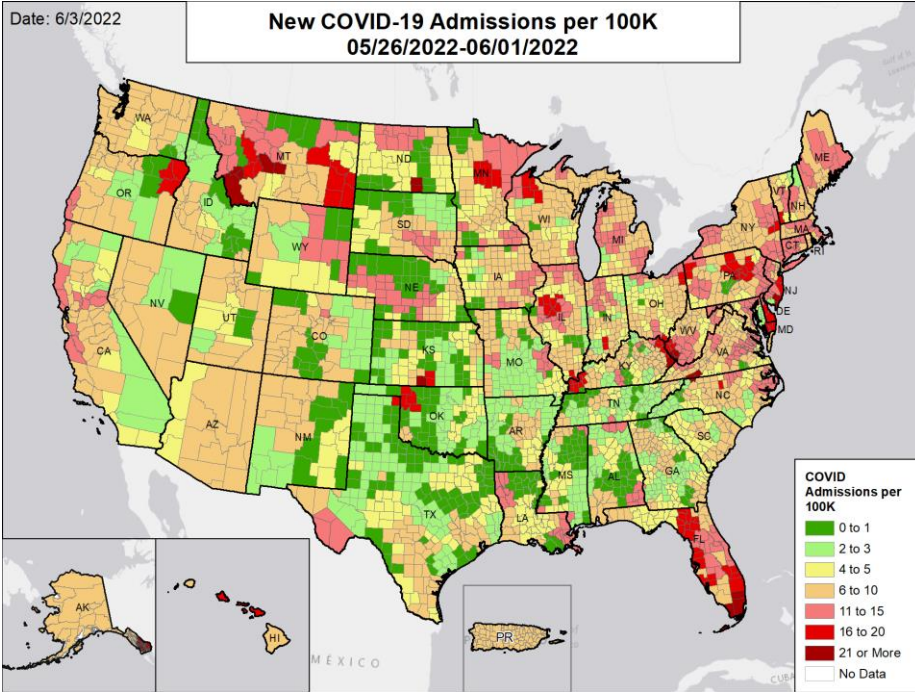 Date: 6/3/2022
New COVID-19 Admissions per 100K
05/26/2022-06/01/2022
WA
MT
ND
MN
ME
OR
ID
SD
WI
VT
NH
WY
MI
NY
MA
CT
RI
IA
NE
PA
NJ
NV
UT
IL
IN
OH
DE
MD
CO
WV
CA
KS
MO
VA
KY
NC
AZ
NM
OK
TN
AR
SC
MS
AL
GA
TX
LA
FL
AK
HI
PR
MÉXICO
CUBA
COVID
Admissions per
100K
0 to 1
2 to 3
4 to 5
6 to 10
11 to 15
16 to 20
21 or More
No Data